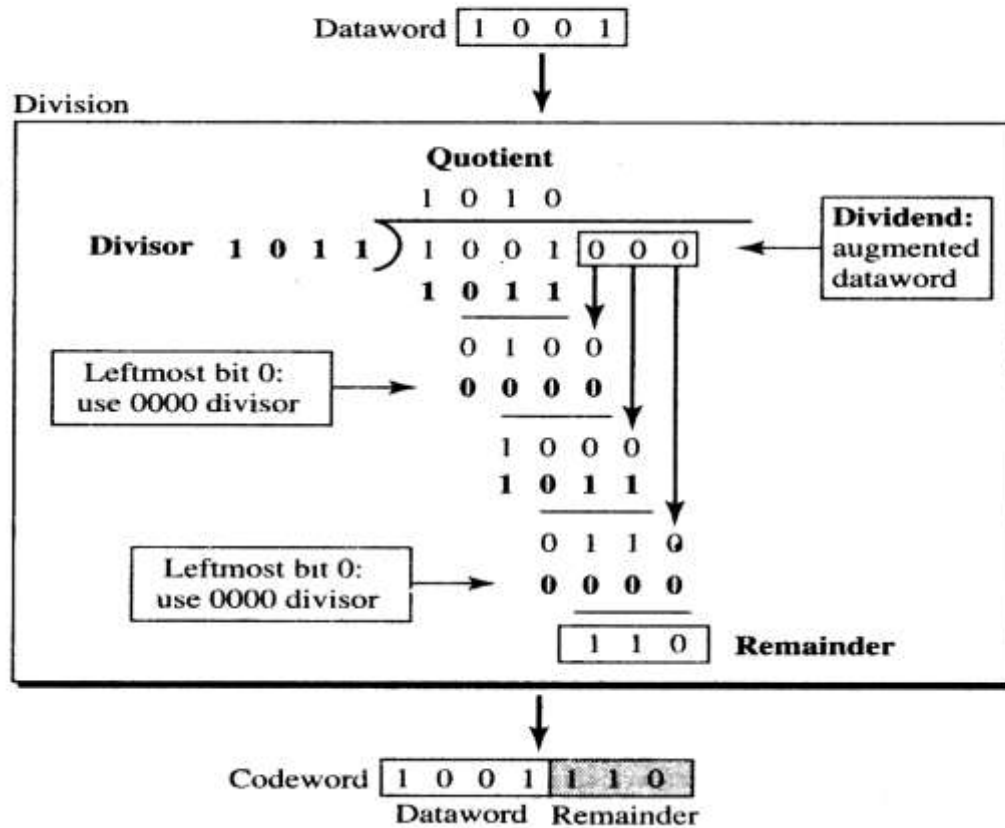 Dataword 1 0 0 1
Division
Quotient
1 0 1 0
Divisor 1 0 1 1 1 0 0 1 0 0 0
Dividend:
augmented
dataword
1 0 1 1
0 1 0 0
Leftmost bit 0:
use 0000 divisor
0 0 0 0
1 0 0 0
1 0 1 1
0 1 1 0
Leftmost bit 0:
use 0000 divisor
0 0 0 0
1 1 0 Remainder
Codeword 1 0 0 1 1 1 0
Dataword Remainder